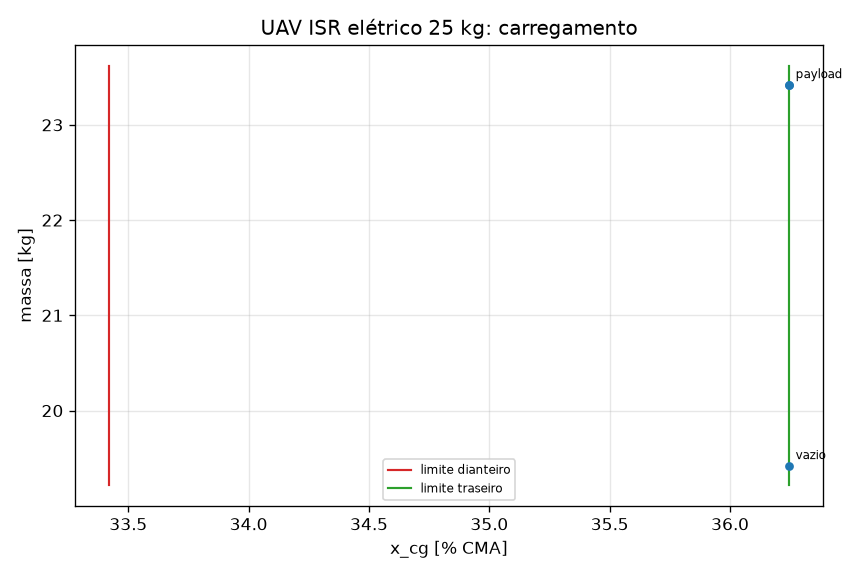 UAV ISR elétrico 25 kg: carregamento
payload
23
22
21
20
vazio
massa [kg]
limite dianteiro
limite traseiro
33.5 34.0 34.5 35.0 35.5 36.0
x_cg [% CMA]